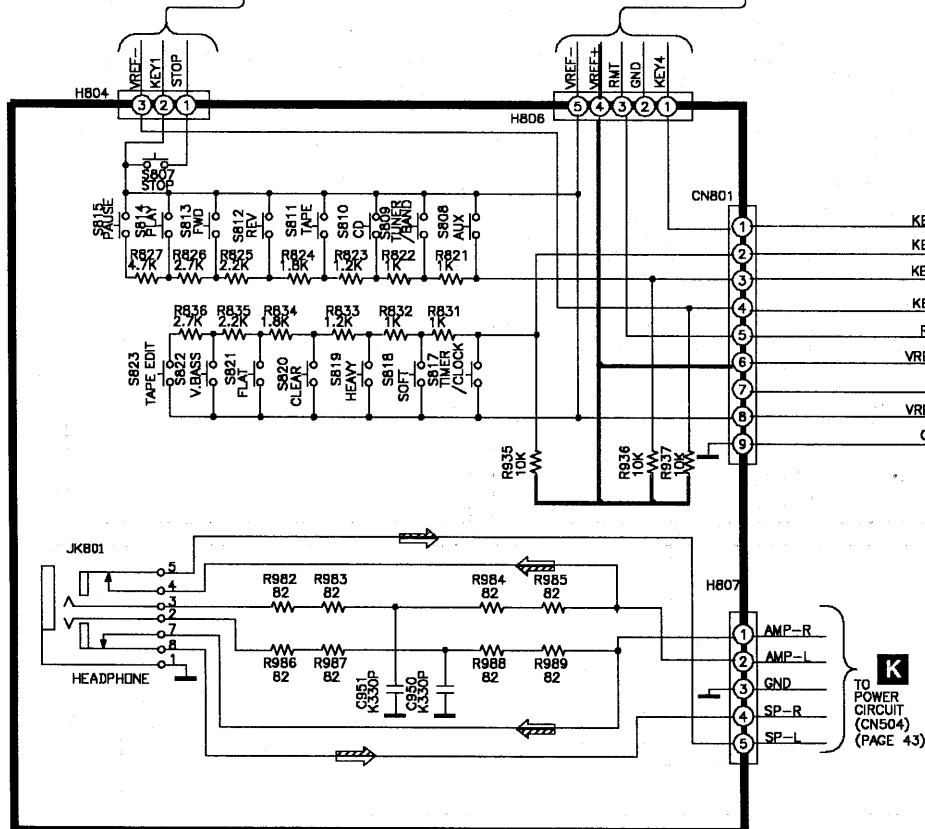 VREF-
KEY1
STOP
H804
3
2
1
VREF-
VREF+
RMT
GND
KEY4
H806
5
4
3
2
1
S807
STOP
S815
PAUSE
S814
PLAY
S813
FWD
S812
REV
S811
TAPE
S810
CD
S809
TUNER
/BAND
S808
AUX
R827
4.7K
R826
2.7K
R825
2.2K
R824
1.8K
R823
1.2K
R822
1K
R821
1K
R836
2.7K
R835
2.2K
R834
1.8K
R833
1.2K
R832
1K
R831
1K
S823
TAPE EDIT
S822
V.BASS
S821
FLAT
S820
CLEAR
S819
HEAVY
S818
SOFT
S817
TIMER
/CLOCK
R935
10K
R936
10K
R937
10K
CN801
1
2
3
4
5
6
7
8
9
KE
KE
KE
KE
R
VRE
VRE
JK801
5
4
3
2
7
8
1
HEADPHONE
R982
82
R983
82
R984
82
R985
82
R986
82
R987
82
R988
82
R989
82
C951
K330P
C950
K330P
H807
1 AMP-R
2 AMP-L
3 GND
4 SP-R
5 SP-L
K
TO
POWER
CIRCUIT
(CN504)
(PAGE 43)